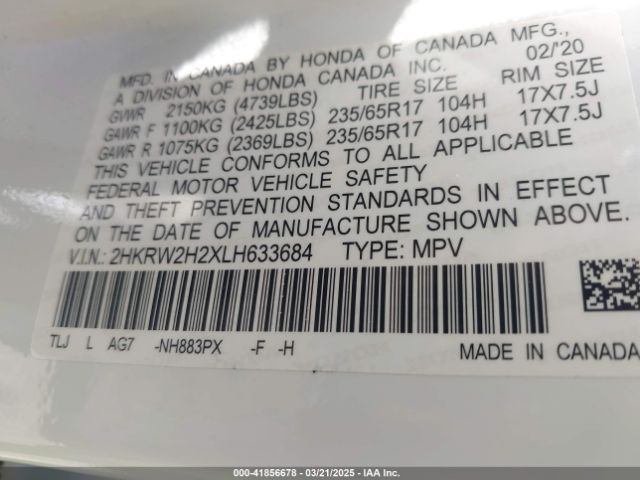 MFD. IN CANADA BY HONDA OF CANADA MFG.,
A DIVISION OF HONDA CANADA INC. 02/'20
GVWR 2150KG (4739LBS) TIRE SIZE RIM SIZE
GAWR F 1100KG (2425LBS) 235/65R17 104H 17X7.5J
GAWR R 1075KG (2369LBS) 235/65R17 104H 17X7.5J
THIS VEHICLE CONFORMS TO ALL APPLICABLE
FEDERAL MOTOR VEHICLE SAFETY
AND THEFT PREVENTION STANDARDS IN EFFECT
ON THE DATE OF MANUFACTURE SHOWN ABOVE.
V.I.N.: 2HKRW2H2XLH633684 TYPE: MPV
TLJ L AG7 -NH883PX -F -H MADE IN CANADA
000-41856678 - 03/21/2025 - IAA Inc.